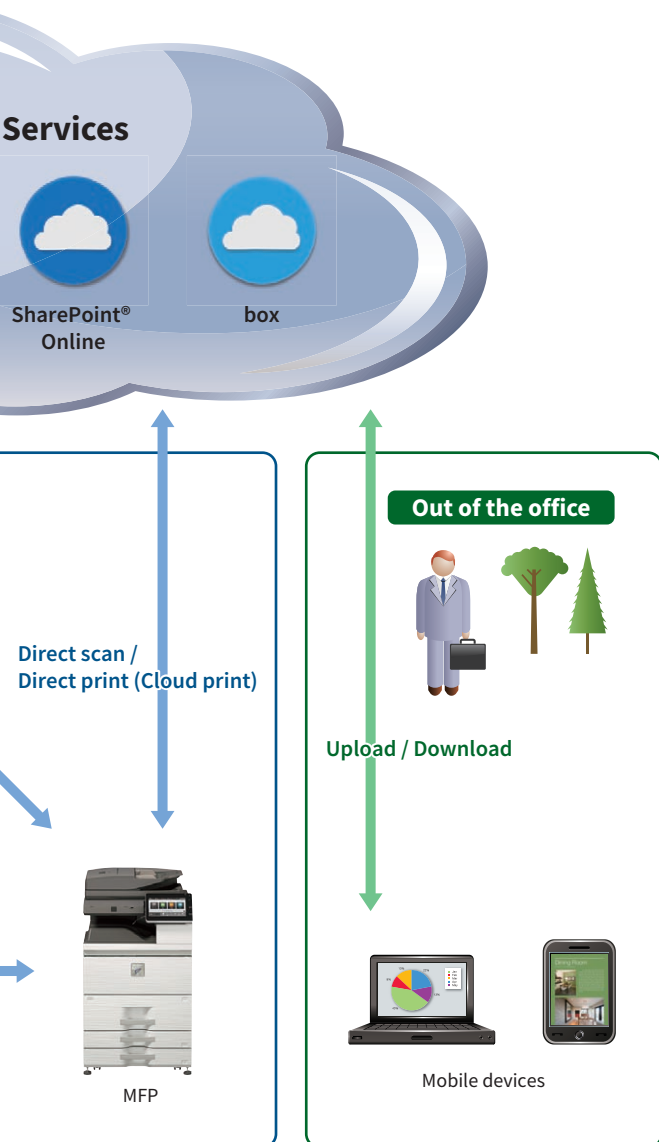 Services
SharePoint®
Online
box
Out of the office
Direct scan /
Direct print (Cloud print)
Upload / Download
MFP
Mobile devices